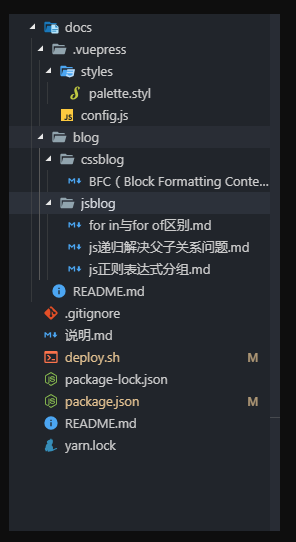 docs
.vuepress
styles
palette.styl
config.js
blog
cssblog
BFC ( Block Formatting Conte...
jsblog
for in与for of区别.md
js递归解决父子关系问题.md
js正则表达式分组.md
README.md
.gitignore
说明.md
deploy.sh M
package-lock.json
package.json M
README.md
yarn.lock